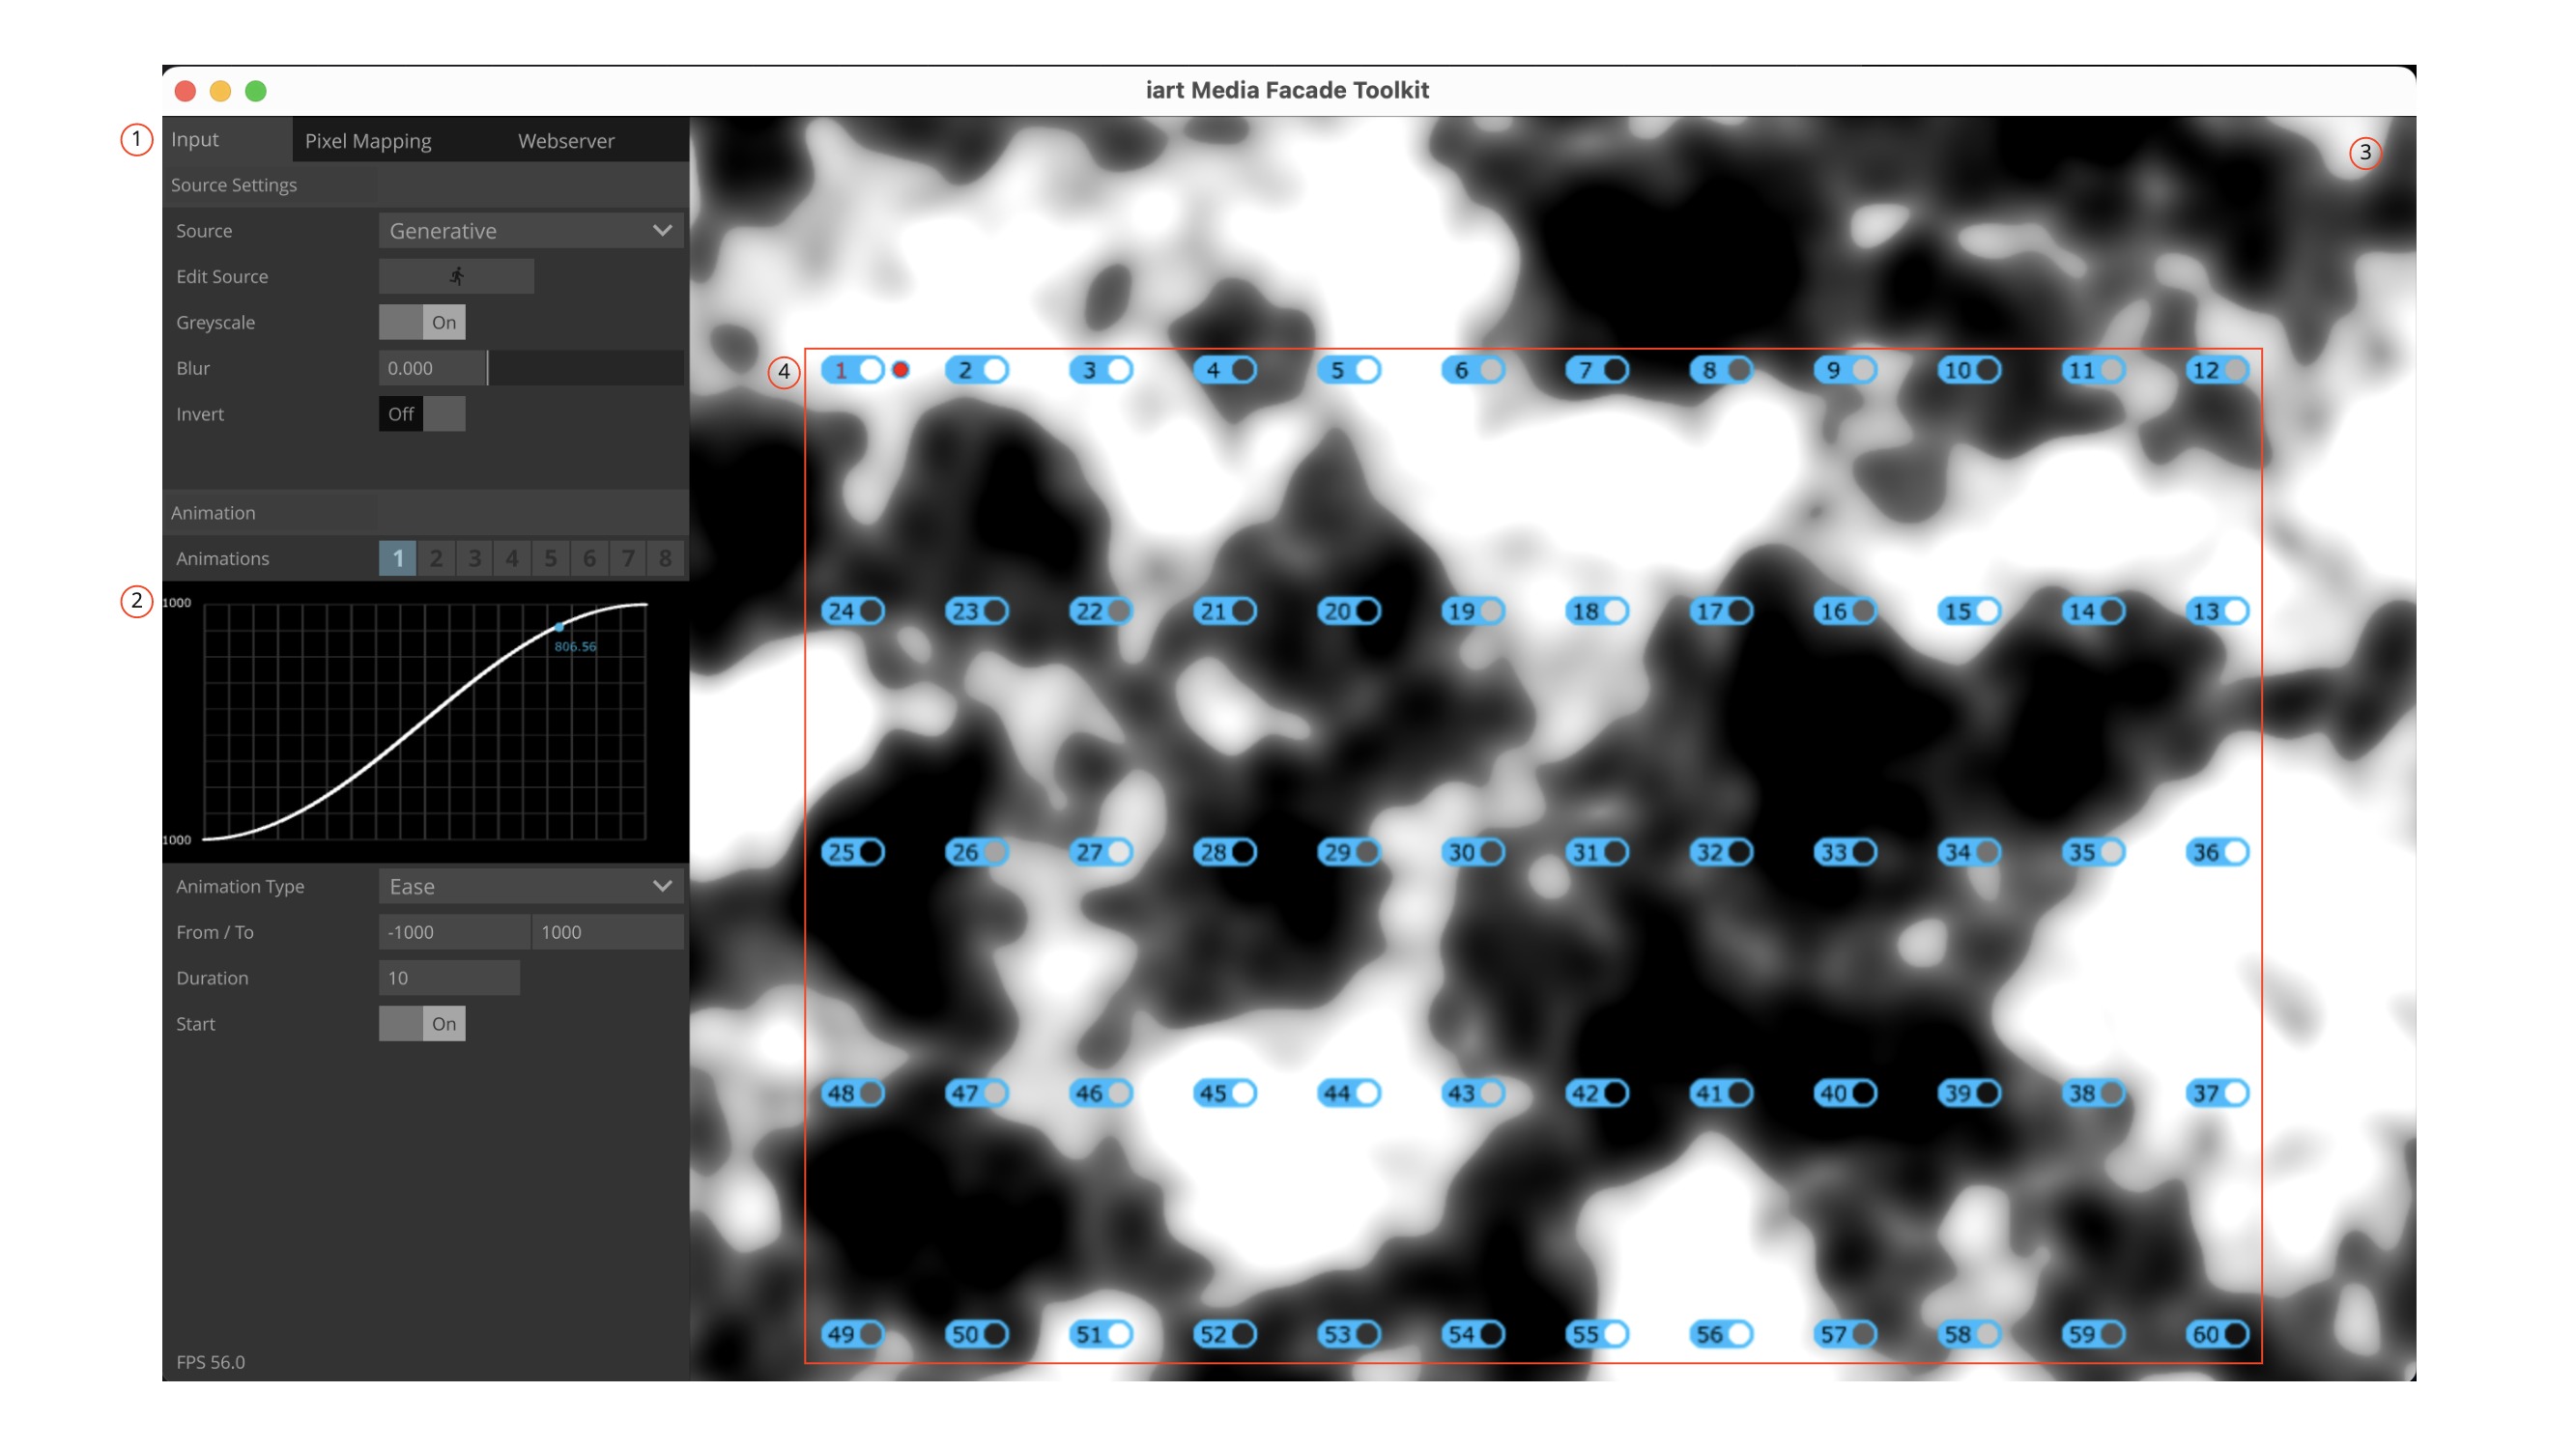 iart Media Facade Toolkit
1 Input Pixel Mapping Webserver 3
Source Settings
Source Generative
Edit Source
Greyscale On
Blur 0.000
Invert Off
4 1 2 3 4 5 6 7 8 9 10 11 12
Animation
Animations 1 2 3 4 5 6 7 8
2 1000
24 23 22 21 20 19 18 17 16 15 14 13
806.56
1000
25 26 27 28 29 30 31 32 33 34 35 36
Animation Type Ease
From / To -1000 1000
Duration 10
Start On
48 47 46 45 44 43 42 41 40 39 38 37
49 50 51 52 53 54 55 56 57 58 59 60
FPS 56.0